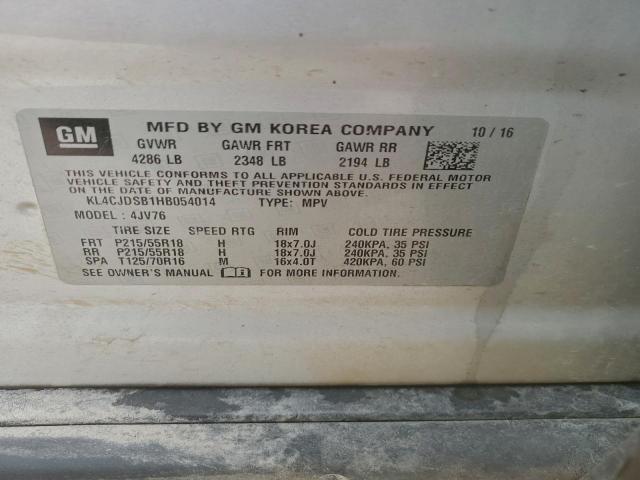 GM MFD BY GM KOREA COMPANY 10/16
GVWR GAWR FRT GAWR RR
4286 LB 2348 LB 2194 LB
THIS VEHICLE CONFORMS TO ALL APPLICABLE U.S. FEDERAL MOTOR
VEHICLE SAFETY AND THEFT PREVENTION STANDARDS IN EFFECT
ON THE DATE OF MANUFACTURE SHOWN ABOVE.
KL4CJDSB1HB054014 TYPE: MPV
MODEL: 4JV76
TIRE SIZE SPEED RTG RIM COLD TIRE PRESSURE
FRT P215/55R18 H 18x7.0J 240KPA, 35 PSI
RR P215/55R18 H 18x7.0J 240KPA, 35 PSI
SPA T125/70R16 M 16x4.0T 420KPA, 60 PSI
SEE OWNER'S MANUAL FOR MORE INFORMATION.